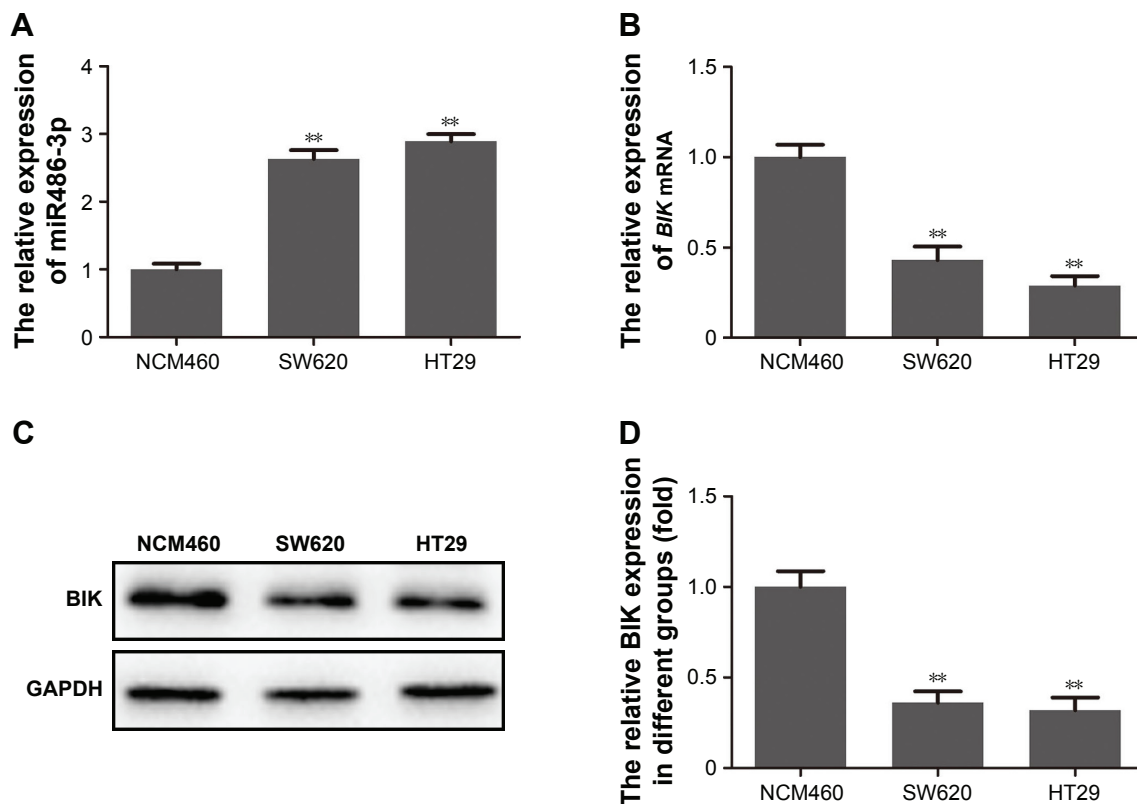 A
The relative expression
of miR486-3p
4
3
2
1
0
**
**
NCM460 SW620 HT29
B
The relative expression
of BIK mRNA
1.5
1.0
0.5
0
**
**
NCM460 SW620 HT29
C
NCM460 SW620 HT29
BIK
GAPDH
D
The relative BIK expression
in different groups (fold)
1.5
1.0
0.5
0
**
**
NCM460 SW620 HT29